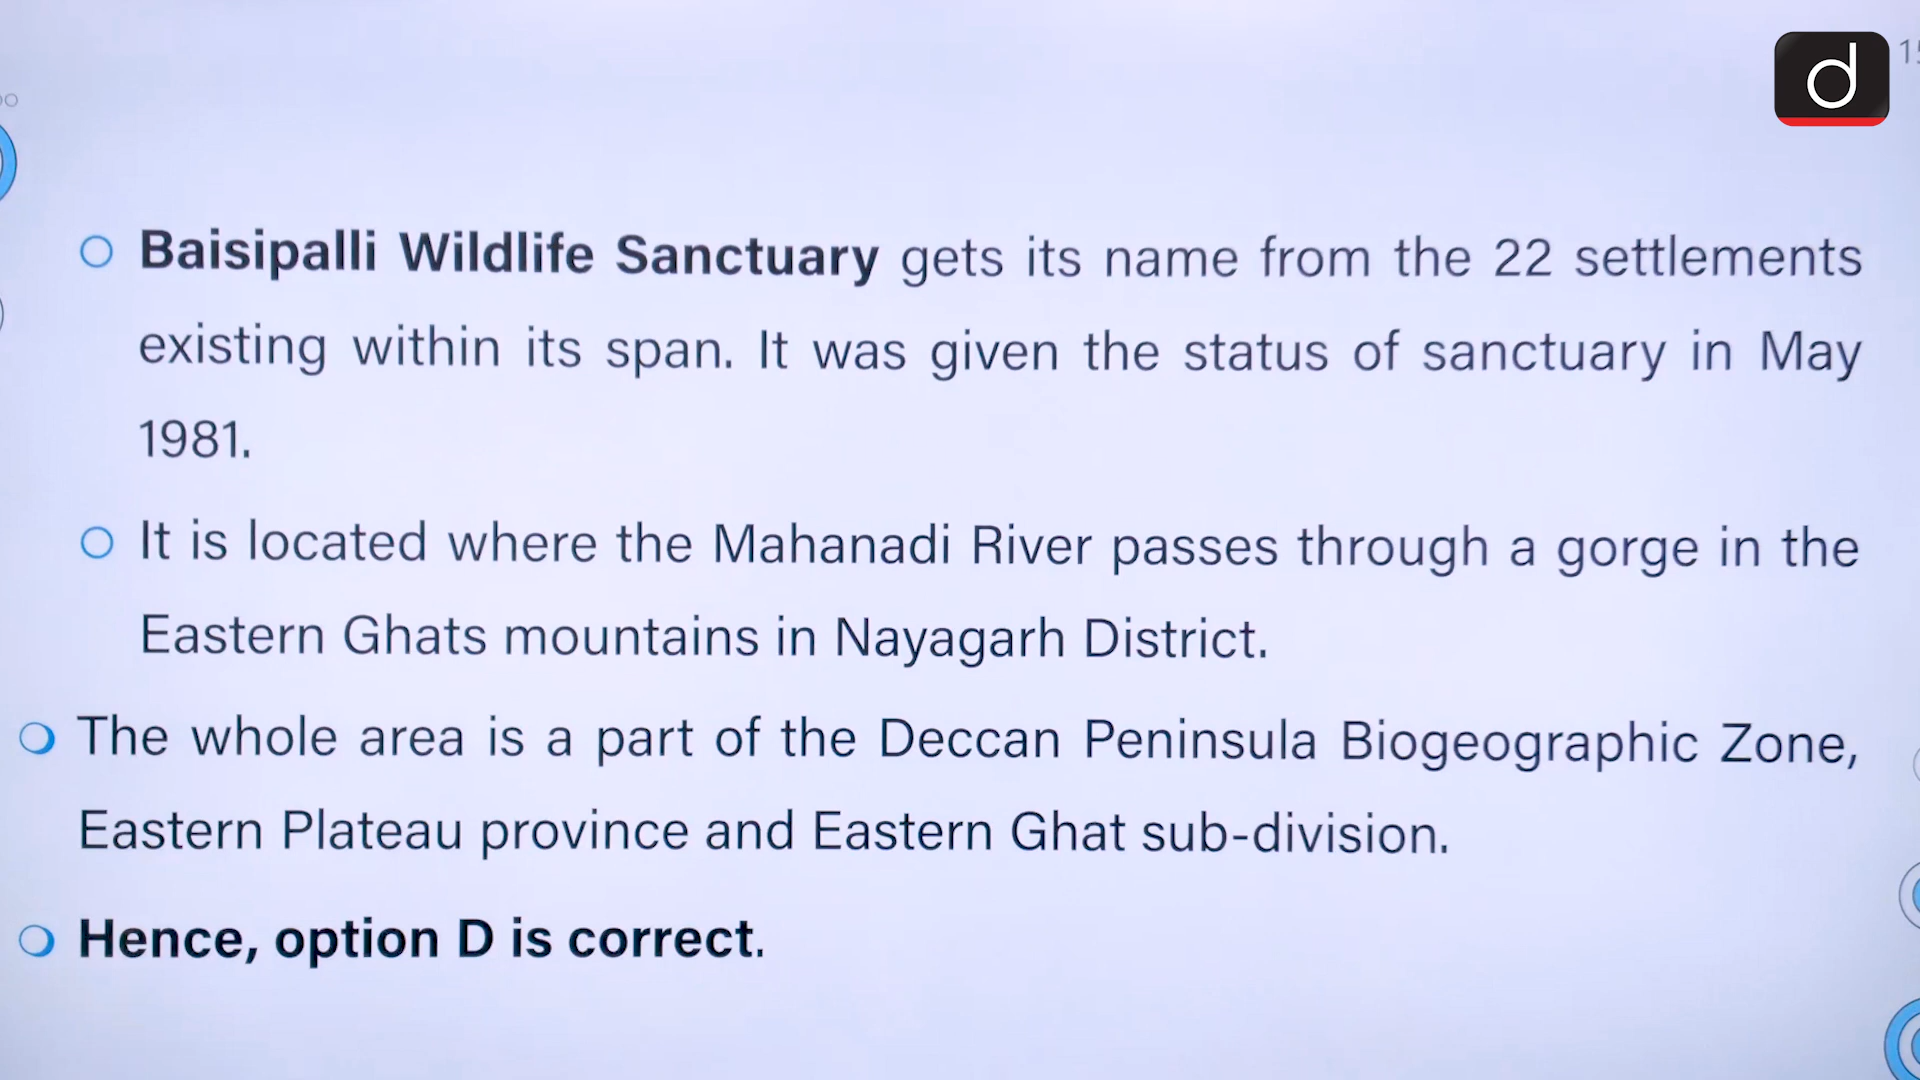 d
Baisipalli Wildlife Sanctuary gets its name from the 22 settlements
existing within its span. It was given the status of sanctuary in May
1981.
It is located where the Mahanadi River passes through a gorge in the
Eastern Ghats mountains in Nayagarh District.
The whole area is a part of the Deccan Peninsula Biogeographic Zone,
Eastern Plateau province and Eastern Ghat sub-division.
Hence, option D is correct.